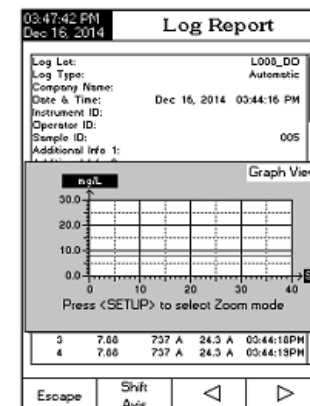 03:47:42 PM
Dec 16, 2014
Log Report
Log Lot: L008_DO
Log Type: Automatic
Company Name:
Date & Time: Dec 16, 2014 03:44:16 PM
Instrument ID:
Operator ID:
Sample ID: 005
Additional Info 1:
Graph View
mg/L
30.0
20.0
10.0
0.0
0 10 20 30 40 S
Press <SETUP> to select Zoom mode
3 7.88 737 A 24.3 A 03:44:18PM
4 7.88 737 A 24.3 A 03:44:19PM
Escape
Shift
Axis